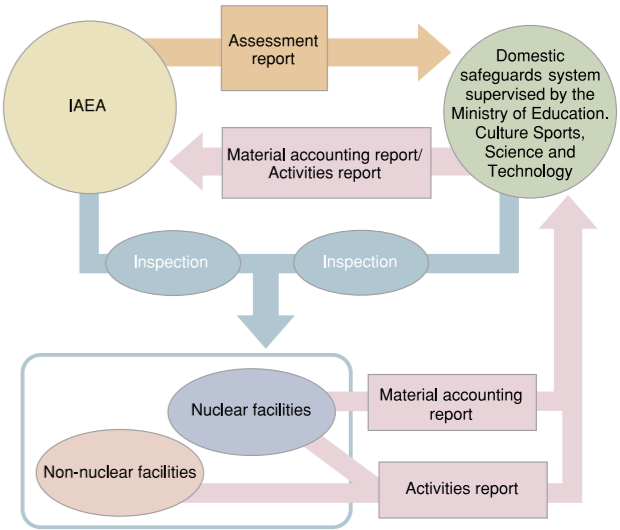 Assessment
report
IAEA
Domestic
safeguards system
supervised by the
Ministry of Education.
Culture Sports,
Science and
Technology
Material accounting report/
Activities report
Inspection
Inspection
Nuclear facilities
Material accounting
report
Non-nuclear facilities
Activities report